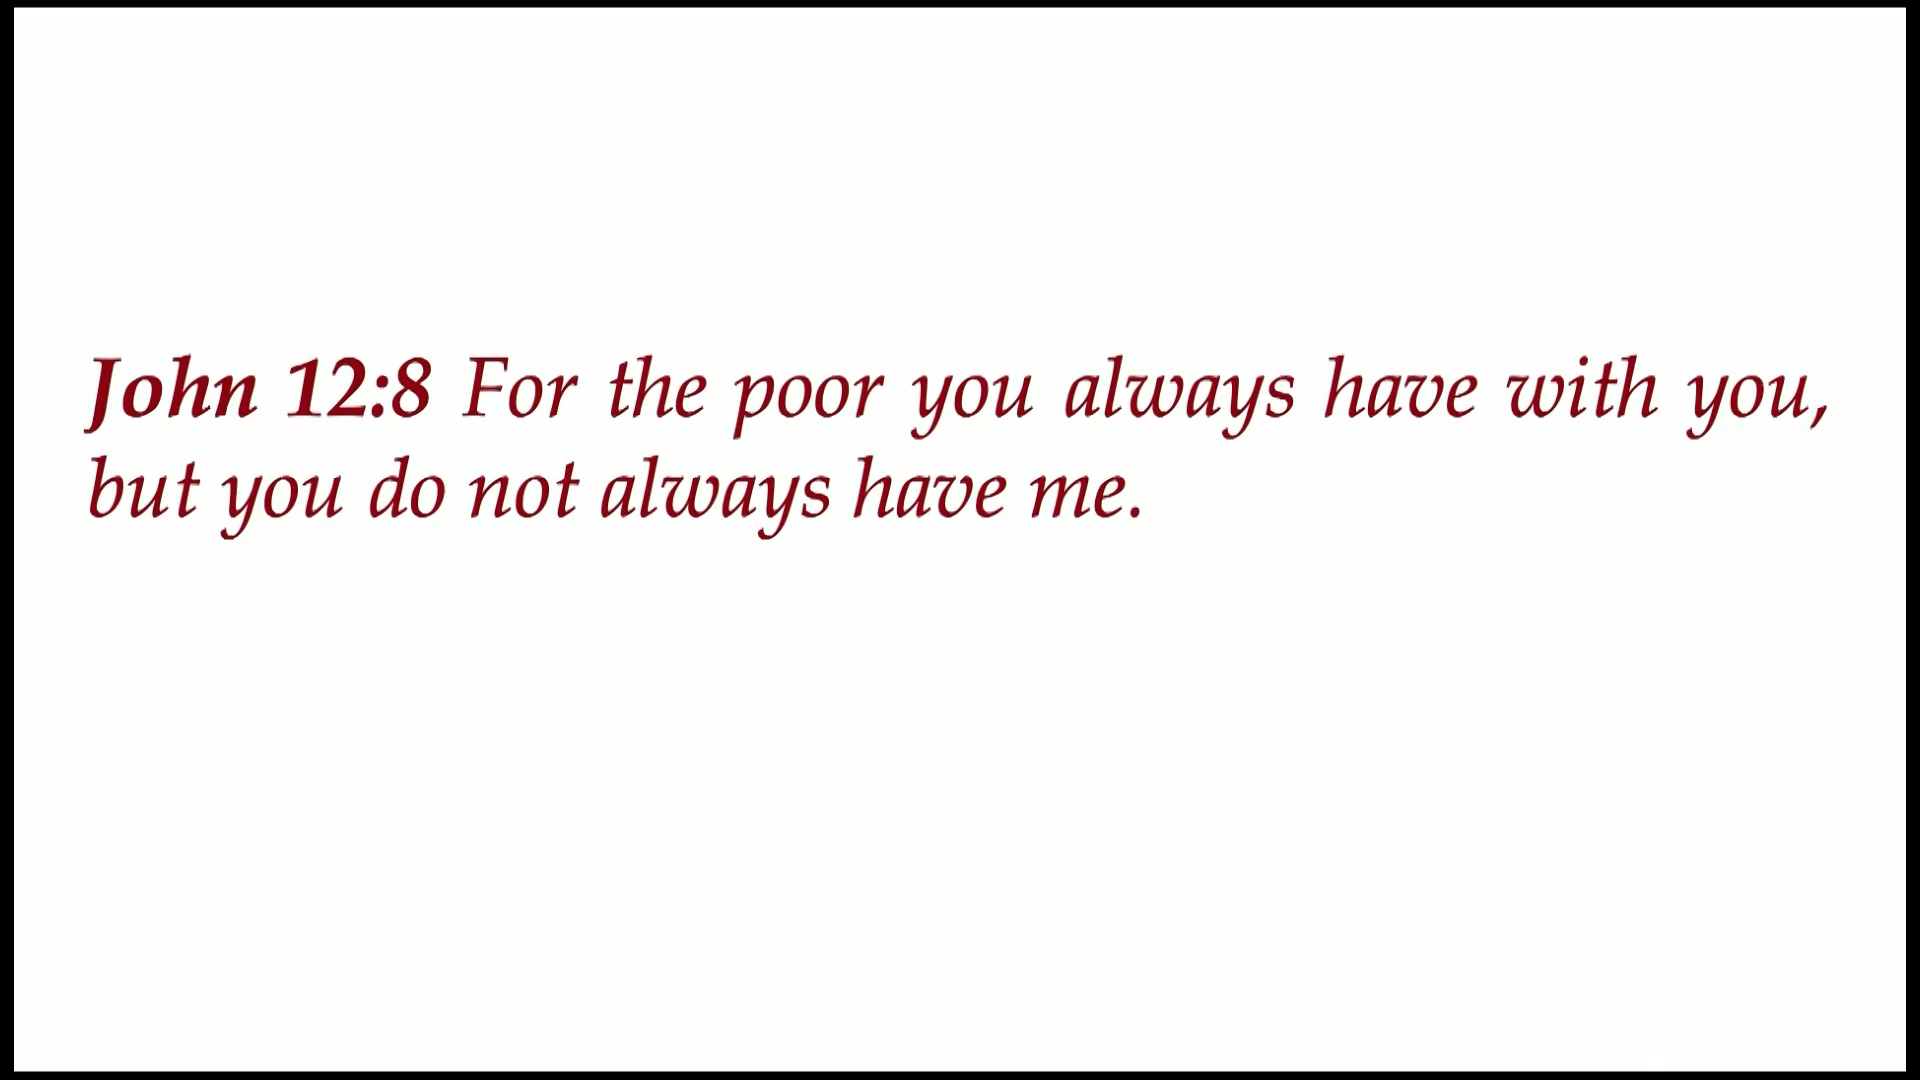 John 12:8 For the poor you always have with you,
but you do not always have me.